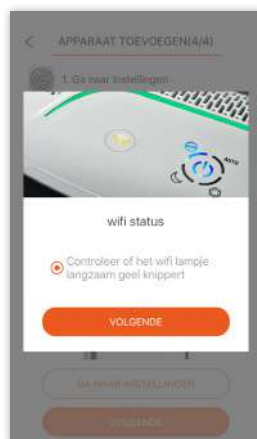 APPARAAT TOEVOEGEN(4/4)
1. Ga naar Instellingen
AUTO
wifi status
Controleer of het wifi lampje
langzaam geel knippert
VOLGENDE
GA NAAR INSTELLINGEN
VOLGENDE